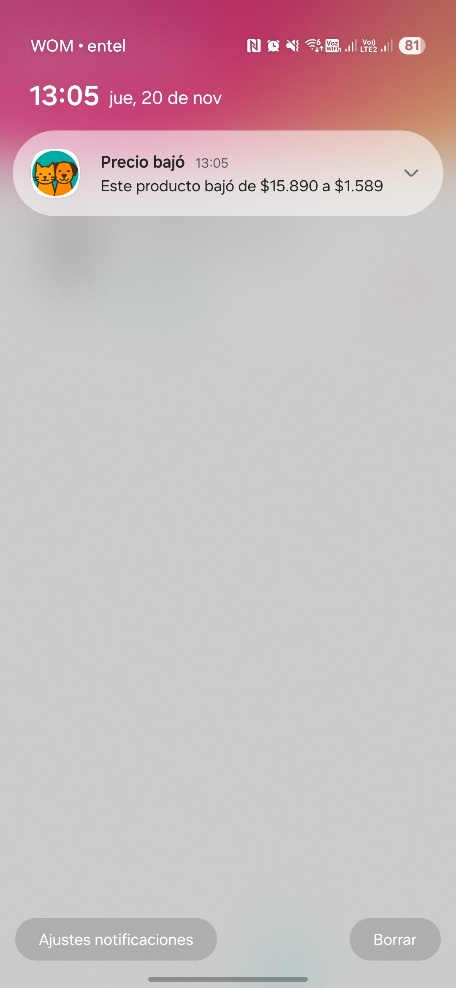 WOM • entel
81
13:05 jue, 20 de nov
Precio bajó 13:05
Este producto bajó de $15.890 a $1.589
Ajustes notificaciones
Borrar